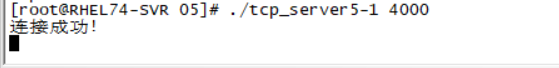 [root@RHEL74-SVR 05]# ./tcp_server5-1 4000
连接成功!